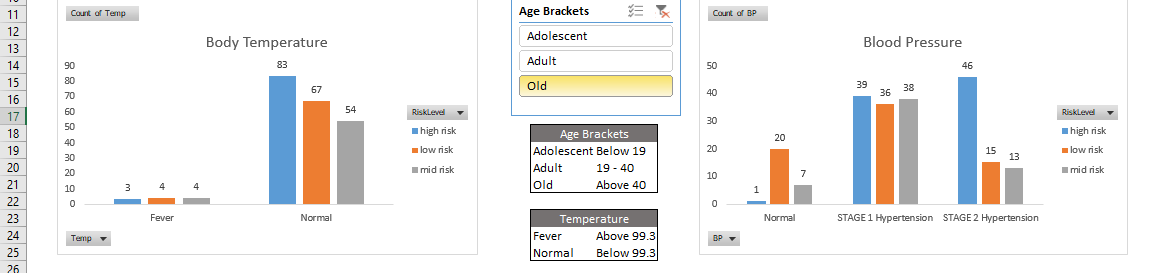 11
12
13
14
15
16
17
18
19
20
21
22
23
24
25
26
Count of Temp
Body Temperature
90
80
70
60
50
40
30
20
10
0
3
4
4
83
67
54
Fever
Normal
RiskLevel
high risk
low risk
mid risk
Temp
Age Brackets
Adolescent
Adult
Old
Age Brackets
Adolescent Below 19
Adult 19 - 40
Old Above 40
Temperature
Fever Above 99.3
Normal Below 99.3
Count of BP
Blood Pressure
50
40
30
20
10
0
1
20
7
39
36
38
46
15
13
Normal
STAGE 1 Hypertension
STAGE 2 Hypertension
RiskLevel
high risk
low risk
mid risk
BP